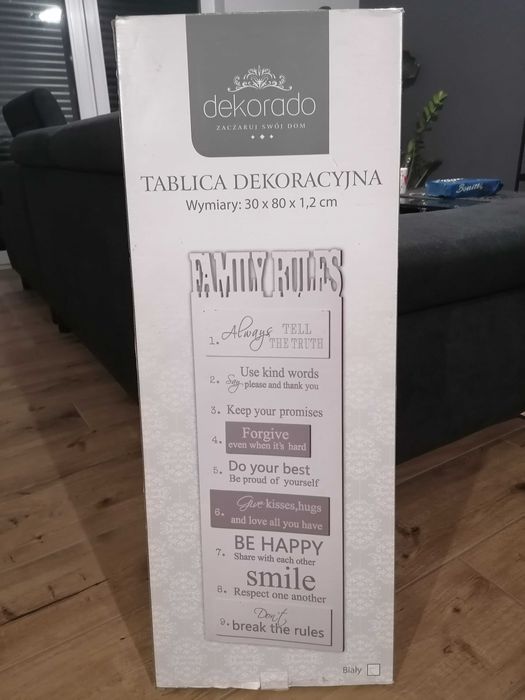 dekorado
ZACZARUJ SWÓJ DOM
TABLICA DEKORACYJNA
Wymiary: 30 x 80 x 1,2 cm
FAMILY RULES
1. Always TELL
THE TRUTH
Use kind words
2. Say please and thank you
3. Keep your promises
4. Forgive
even when it's hard
5. Do your best
Be proud of yourself
Give kisses,hugs
6.
and love all you have
BE HAPPY
7. Share with each other
smile
8. Respect one another
Don't
9. break the rules
Biały
Bonitki